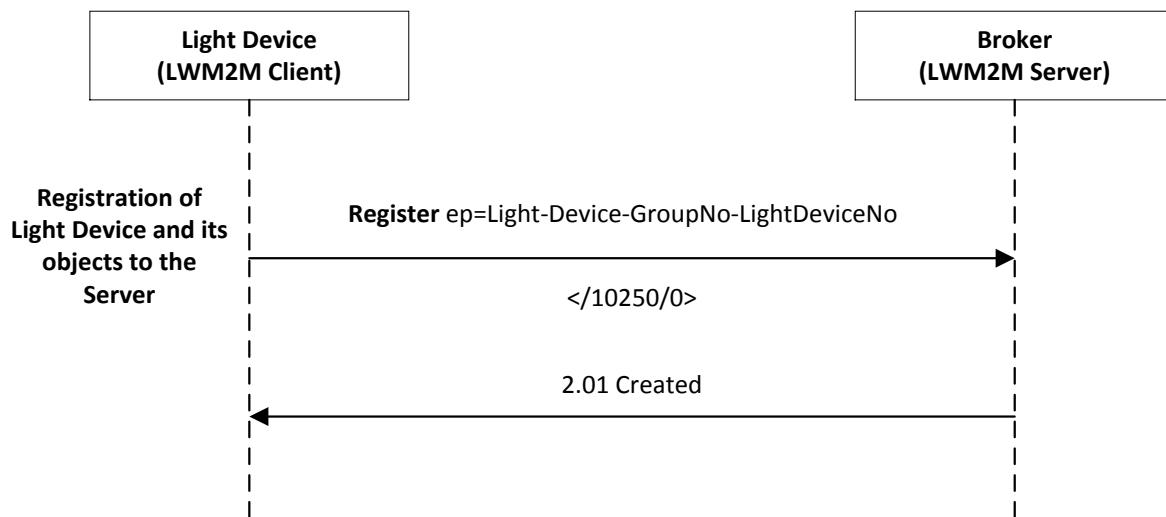 Light Device
(LWM2M Client)
Broker
(LWM2M Server)
Registration of
Light Device and its
objects to the
Server
Register ep=Light-Device-GroupNo-LightDeviceNo
</10250/0>
2.01 Created